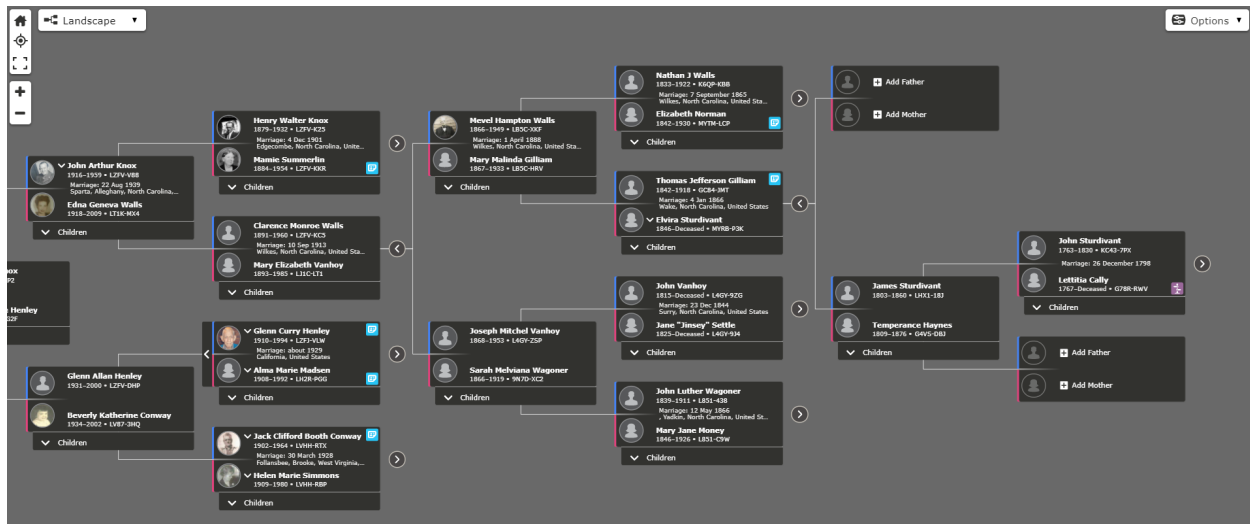 Landscape
Options
John Arthur Knox
1916–1959 • LZFV-V88
Marriage: 22 Aug 1939
Sparta, Alleghany, North Carolina,...
Edna Geneva Walls
1918–2009 • LT1K-MX4
Children
Henley
Glenn Allan Henley
1931–2000 • LZFV-DHP
Beverly Katherine Conway
1934–2002 • LV87-3HQ
Children
Henry Walter Knox
1879–1932 • LZFV-K25
Marriage: 4 Dec 1901
Edgecombe, North Carolina, Unite...
Mamie Summerlin
1884–1954 • LZFV-KKR
Children
Clarence Monroe Walls
1891–1960 • LZFV-KC5
Marriage: 10 Sep 1913
Wilkes, North Carolina, United Sta...
Mary Elizabeth Vanhoy
1893–1985 • LJ1C-LT1
Children
Glenn Curry Henley
1910–1994 • LZFJ-VLW
Marriage: about 1929
California, United States
Alma Marie Madsen
1908–1992 • LH2R-PGG
Children
Jack Clifford Booth Conway
1902–1964 • LVHH-RTX
Marriage: 30 March 1928
Follansbee, Brooke, West Virginia,...
Helen Marie Simmons
1909–1980 • LVHH-RBP
Children
Mevel Hampton Walls
1866–1949 • LB5C-XKF
Marriage: 1 April 1888
Wilkes, North Carolina, United Sta...
Mary Malinda Gilliam
1867–1933 • LB5C-HRV
Children
Joseph Mitchel Vanhoy
1868–1953 • L4GY-ZSP
Sarah Melviana Wagoner
1866–1919 • 9N7D-XC2
Children
Nathan J Walls
1833–1922 • K6QP-KBB
Marriage: 7 September 1865
Wilkes, North Carolina, United Sta...
Elizabeth Norman
1842–1930 • MYTM-LCP
Children
Thomas Jefferson Gilliam
1842–1918 • GC84-JMT
Marriage: 4 Jan 1866
Wake, North Carolina, United States
Elvira Sturdivant
1846–Deceased • MYRB-P3K
Children
John Vanhoy
1815–Deceased • L4GY-9ZG
Marriage: 23 Dec 1844
Surry, North Carolina, United States
Jane "Jinsey" Settle
1825–Deceased • L4GY-9J4
Children
John Luther Wagoner
1839–1911 • L851-438
Marriage: 12 May 1866
, Yadkin, North Carolina, United St...
Mary Jane Money
1846–1926 • L851-C9W
Children
Add Father
Add Mother
James Sturdivant
1803–1860 • LHX1-18J
Temperance Haynes
1809–1876 • G4VS-DBJ
Children
John Sturdivant
1763–1830 • KC43-7PX
Marriage: 26 December 1798
Lettitia Cally
1767–Deceased • G78R-RWV
Children
Add Father
Add Mother